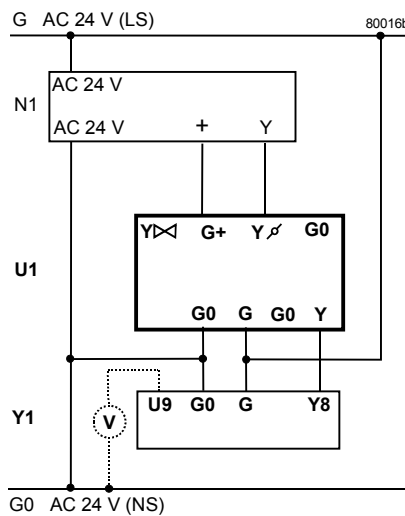 G AC 24 V (LS)
80016b
AC 24 V
N1
AC 24 V + Y
Y G+ Y G0
U1
G0 G G0 Y
U9 G0 G Y8
Y1
V
G0 AC 24 V (NS)